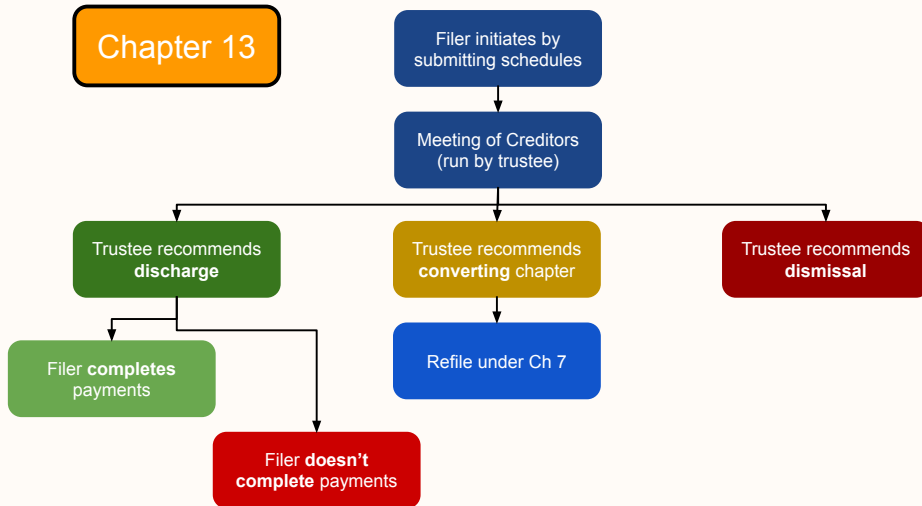 Chapter 13
Filer initiates by
submitting schedules
Meeting of Creditors
(run by trustee)
Trustee recommends
discharge
Trustee recommends
converting chapter
Trustee recommends
dismissal
Filer completes
payments
Refile under Ch 7
Filer doesn’t
complete payments